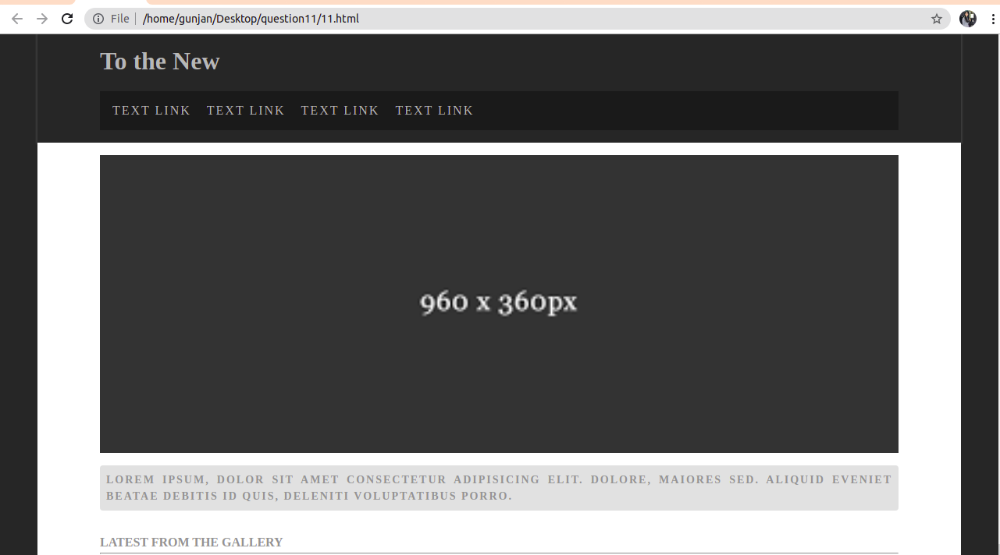 File | /home/gunjan/Desktop/question11/11.html
To the New
TEXT LINK TEXT LINK TEXT LINK TEXT LINK
960 x 360px
LOREM IPSUM, DOLOR SIT AMET CONSECTETUR ADIPISICING ELIT. DOLORE, MAIORES SED. ALIQUID EVENIET
BEATAE DEBITIS ID QUIS, DELENITI VOLUPTATIBUS PORRO.
LATEST FROM THE GALLERY